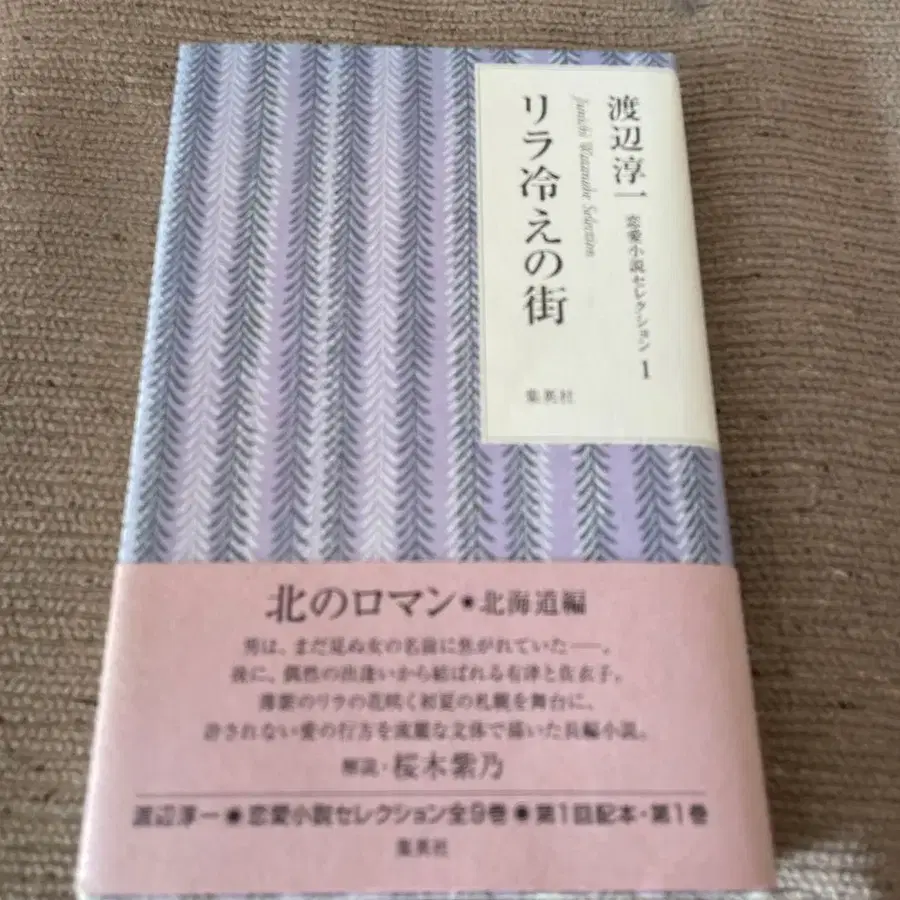 渡辺淳一 恋愛小説セレクション 1
Junichi Watanabe Selection
リラ冷えの街
集英社
北のロマン★北海道編
男は、まだ見ぬ女の名前に焦がれていた——。
後に、偶然の出逢いから結ばれる有津と佐衣子。
薄紫のリラの花咲く初夏の札幌を舞台に、
許されない愛の行方を流麗な文体で描いた長編小説。
解説・桜木紫乃
渡辺淳一●恋愛小説セレクション全9巻●第1回配本・第1巻
集英社